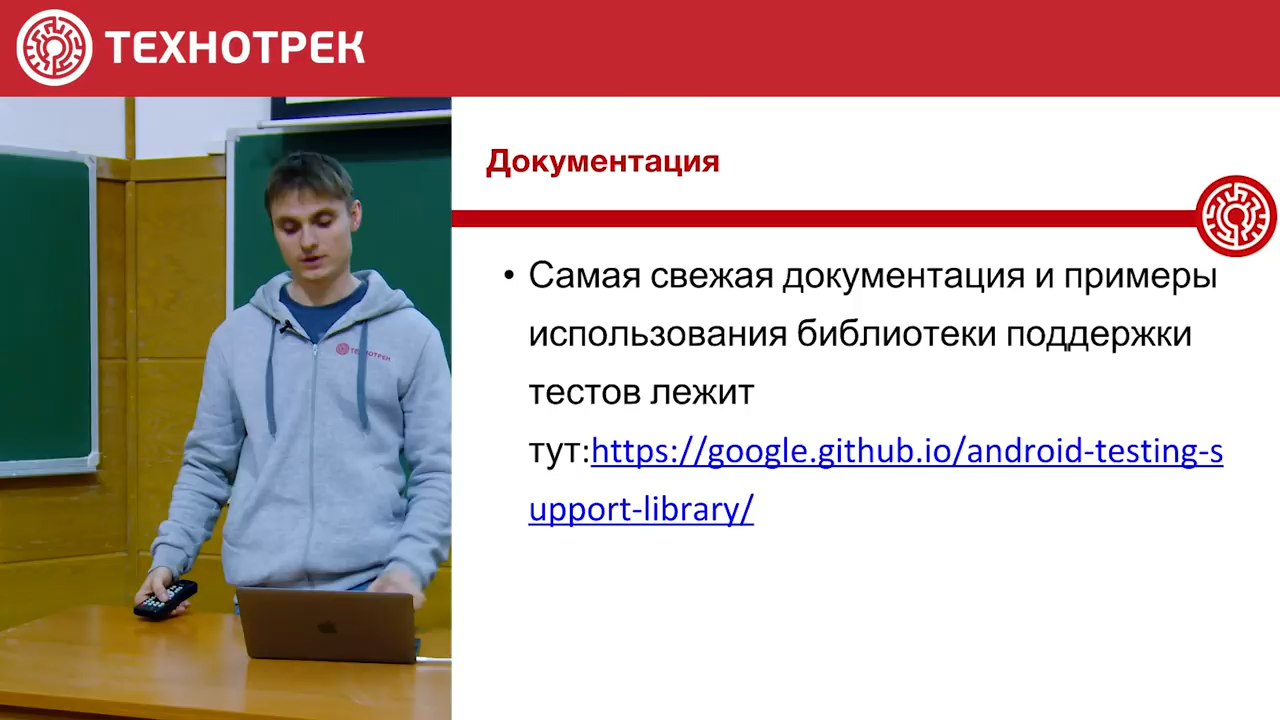 ТЕХНОТРЕК
Документация
• Самая свежая документация и примеры
использования библиотеки поддержки
тестов лежит
тут:https://google.github.io/android-testing-s
upport-library/
ТЕХНОТРЕК